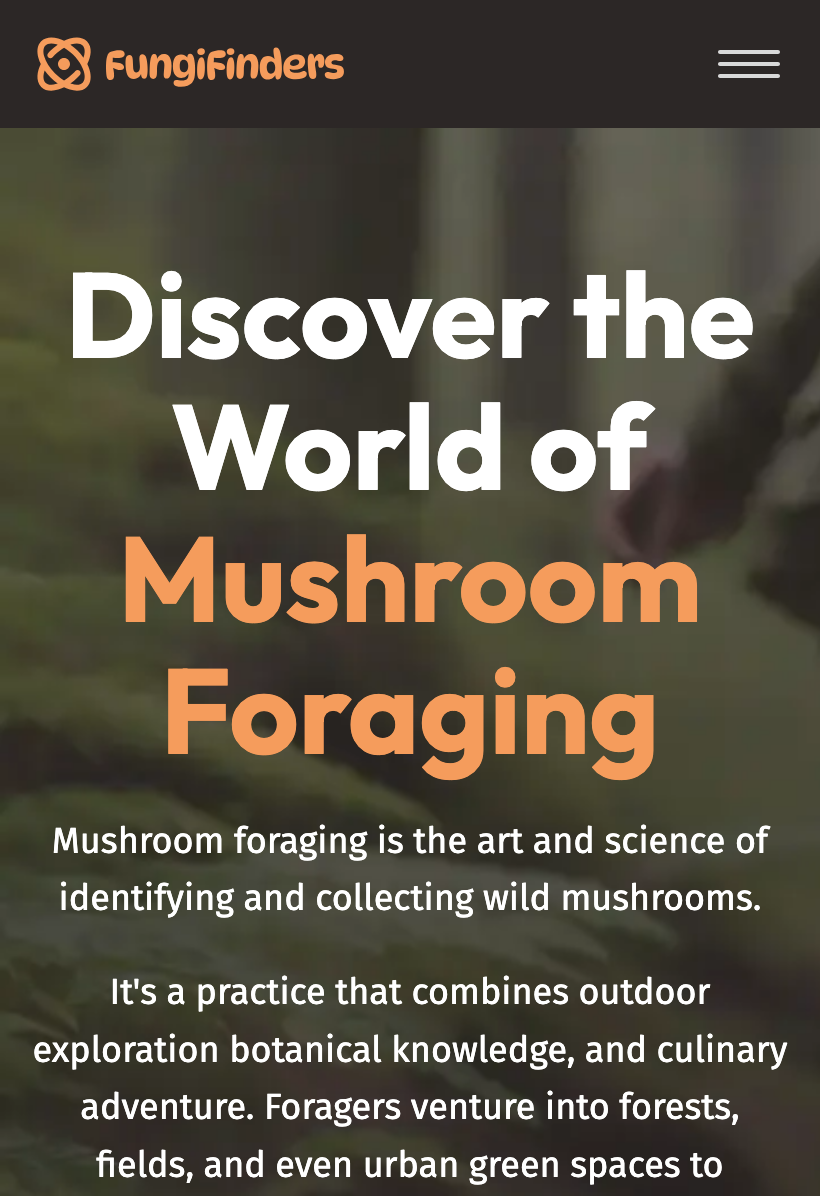 FungiFinders
Discover the
World of
Mushroom
Foraging
Mushroom foraging is the art and science of
identifying and collecting wild mushrooms.
It's a practice that combines outdoor
exploration botanical knowledge, and culinary
adventure. Foragers venture into forests,
fields, and even urban green spaces to